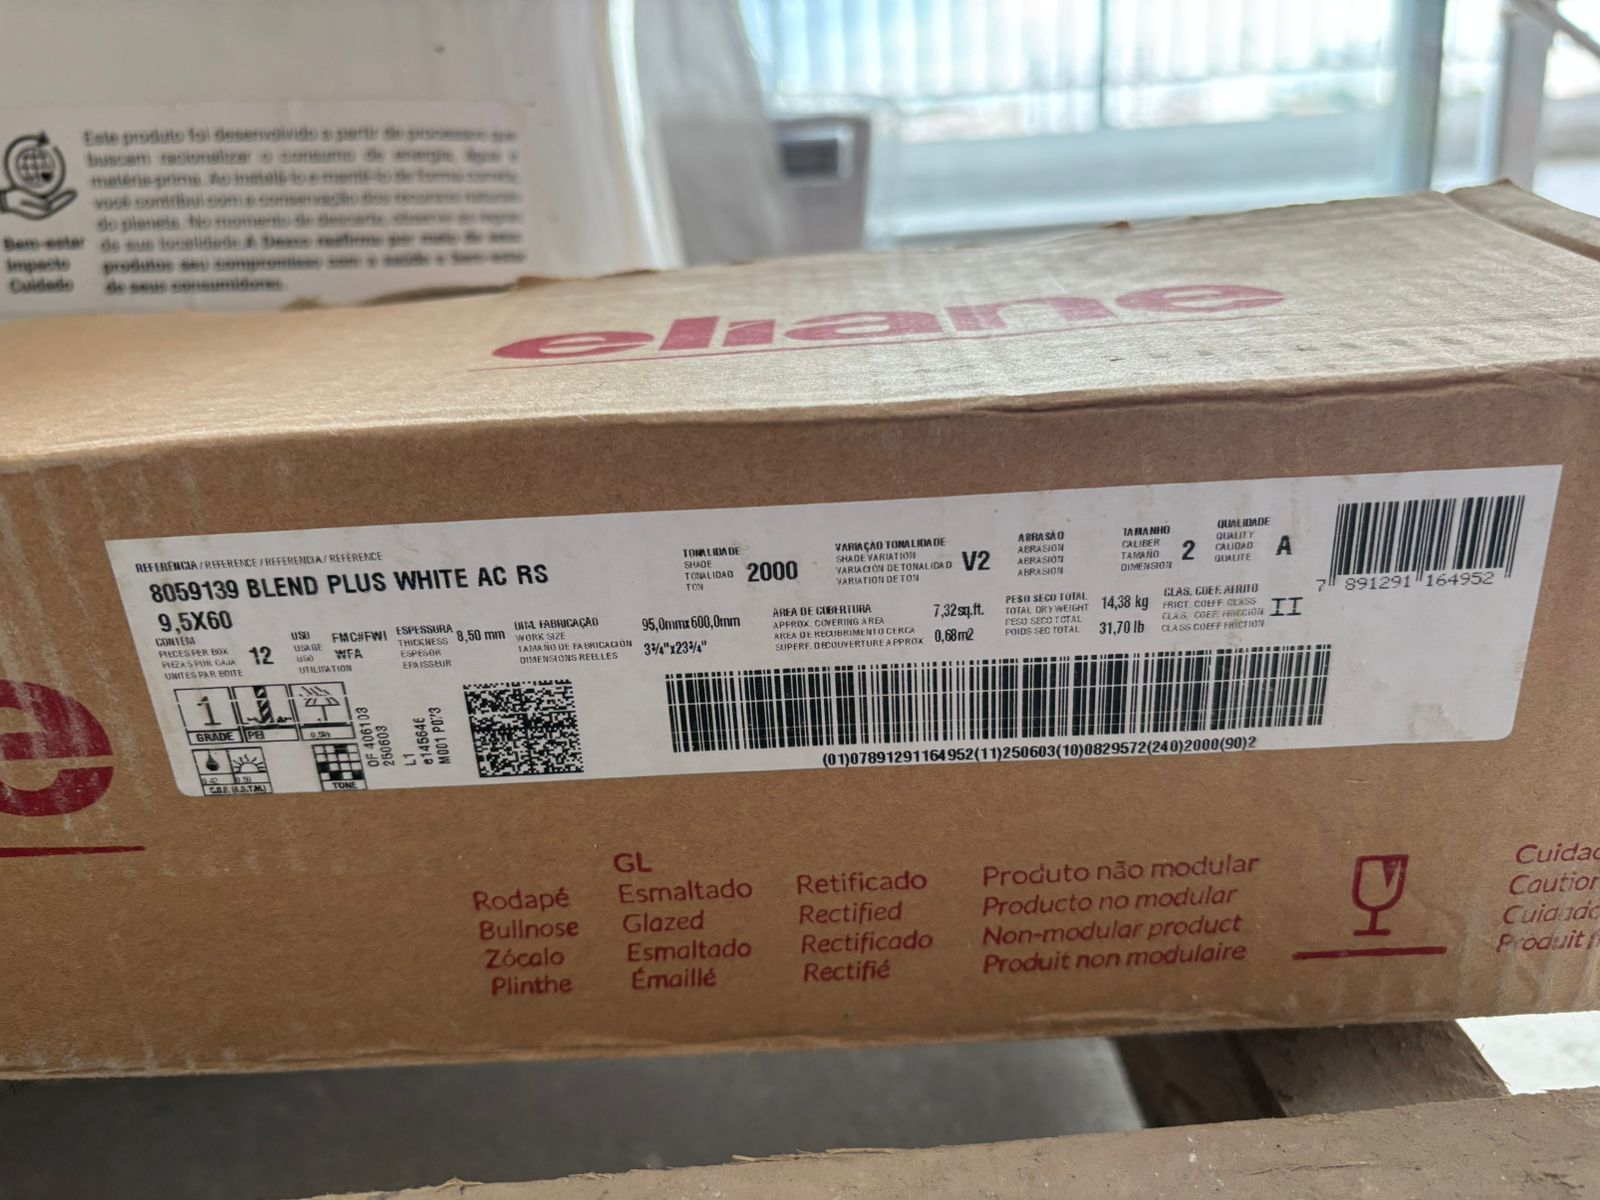 Este produto foi desenvolvido a partir de processos que
buscam racionalizar o consumo de energia, água e
matéria-prima. Ao instalá-lo e mantê-lo de forma correta,
você contribui com a conservação dos recursos naturais
do planeta. No momento do descarte, observe as regras
de sua localidade. A Deca reafirma por meio de seus
produtos seu compromisso com a saúde e bem-estar
de seus consumidores.
Bem-estar
Impacto
Cuidado
eliane
REFERÊNCIA / REFERENCE / REFERENCIA / REFÉRENCE
8059139 BLEND PLUS WHITE AC RS
9,5X60
TONALIDADE
SHADE
TONALIDAD
TON
2000
VARIAÇÃO TONALIDADE
SHADE VARIATION
VARIACIÓN DE TONALIDAD
VARIATION DE TON
V2
ABRASÃO
ABRASION
ABRASIÓN
ABRASION
TAMANHO
CALIBER
TAMAÑO
DIMENSION
2
QUALIDADE
QUALITY
CALIDAD
QUALITÉ
A
7 891291 164952
CONTÉM
PIECES PER BOX
PIEZAS POR CAJA
UNITES PAR BOITE
12
USO
USAGE
USO
UTILISATION
FMC#FWI
WFA
ESPESSURA
THICKNESS
ESPESOR
EPAISSEUR
8,50 mm
DIM. FABRICAÇÃO
WORK SIZE
TAMAÑO DE FABRICACIÓN
DIMENSIONS REELLES
95,0mmx600,0mm
3¾"x23¾"
ÁREA DE COBERTURA
APPROX. COVERING AREA
ÁREA DE RECUBRIMIENTO CERCA
SUPERF. DECOUVERTURE APPROX
7,32sq.ft.
0,68m2
PESO SECO TOTAL
TOTAL DRY WEIGHT
PESO SECO TOTAL
POIDS SEC TOTAL
14,38 kg
31,70 lb
CLAS. COEF. ATRITO
FRICT. COEFF CLASS
CLAS. COEF. FRICCIÓN
CLASS COEFF FRICTION
II
1
GRADE
PEI
C.O.F. (A.S.T.M.)
TONE
OF 406103
250603
L1
e14564E
M001 P073
(01)07891291164952(11)250603(10)0829572(240)2000(90)2
Rodapé
Bullnose
Zócalo
Plinthe
GL
Esmaltado
Glazed
Esmaltado
Émaillé
Retificado
Rectified
Rectificado
Rectifié
Produto não modular
Producto no modular
Non-modular product
Produit non modulaire